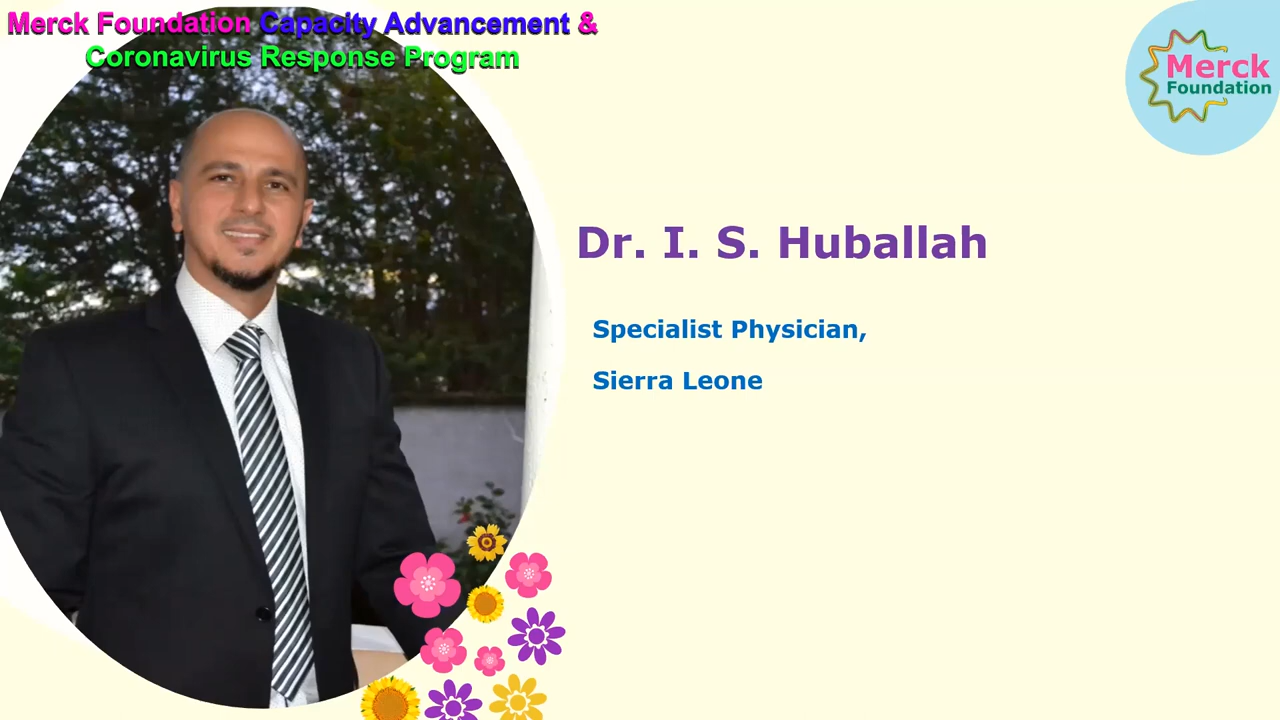 Merck Foundation Capacity Advancement &
Coronavirus Response Program
Merck
Foundation
Dr. I. S. Huballah
Specialist Physician,
Sierra Leone